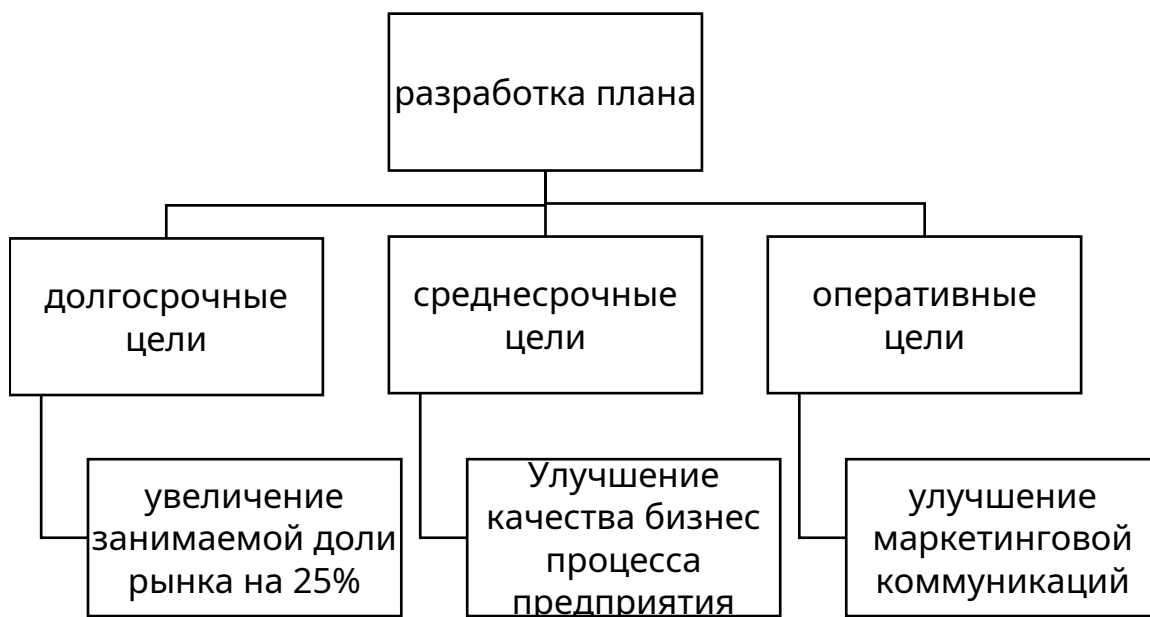 разработка плана
долгосрочные
цели
среднесрочные
цели
оперативные
цели
увеличение
занимаемой доли
рынка на 25%
Улучшение
качества бизнес
процесса
предприятия
улучшение
маркетинговой
коммуникаций